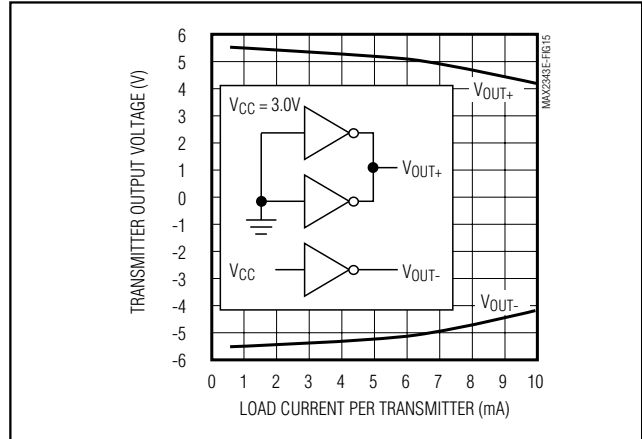 MAX2343E-FIG15
TRANSMITTER OUTPUT VOLTAGE (V)
6
5
4
3
2
1
0
-1
-2
-3
-4
-5
-6
VCC = 3.0V
VOUT+
VOUT+
VCC
VOUT-
VOUT-
0 1 2 3 4 5 6 7 8 9 10
LOAD CURRENT PER TRANSMITTER (mA)